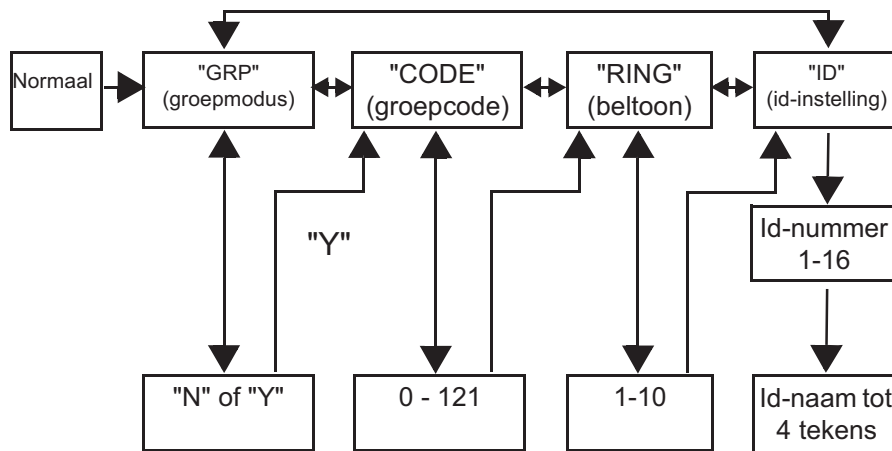 Normaal
"GRP"
(groepmodus)
"CODE"
(groepcode)
"RING"
(beltoon)
"ID"
(id-instelling)
"Y"
Id-nummer
1-16
"N" of "Y"
0 - 121
1-10
Id-naam tot
4 tekens